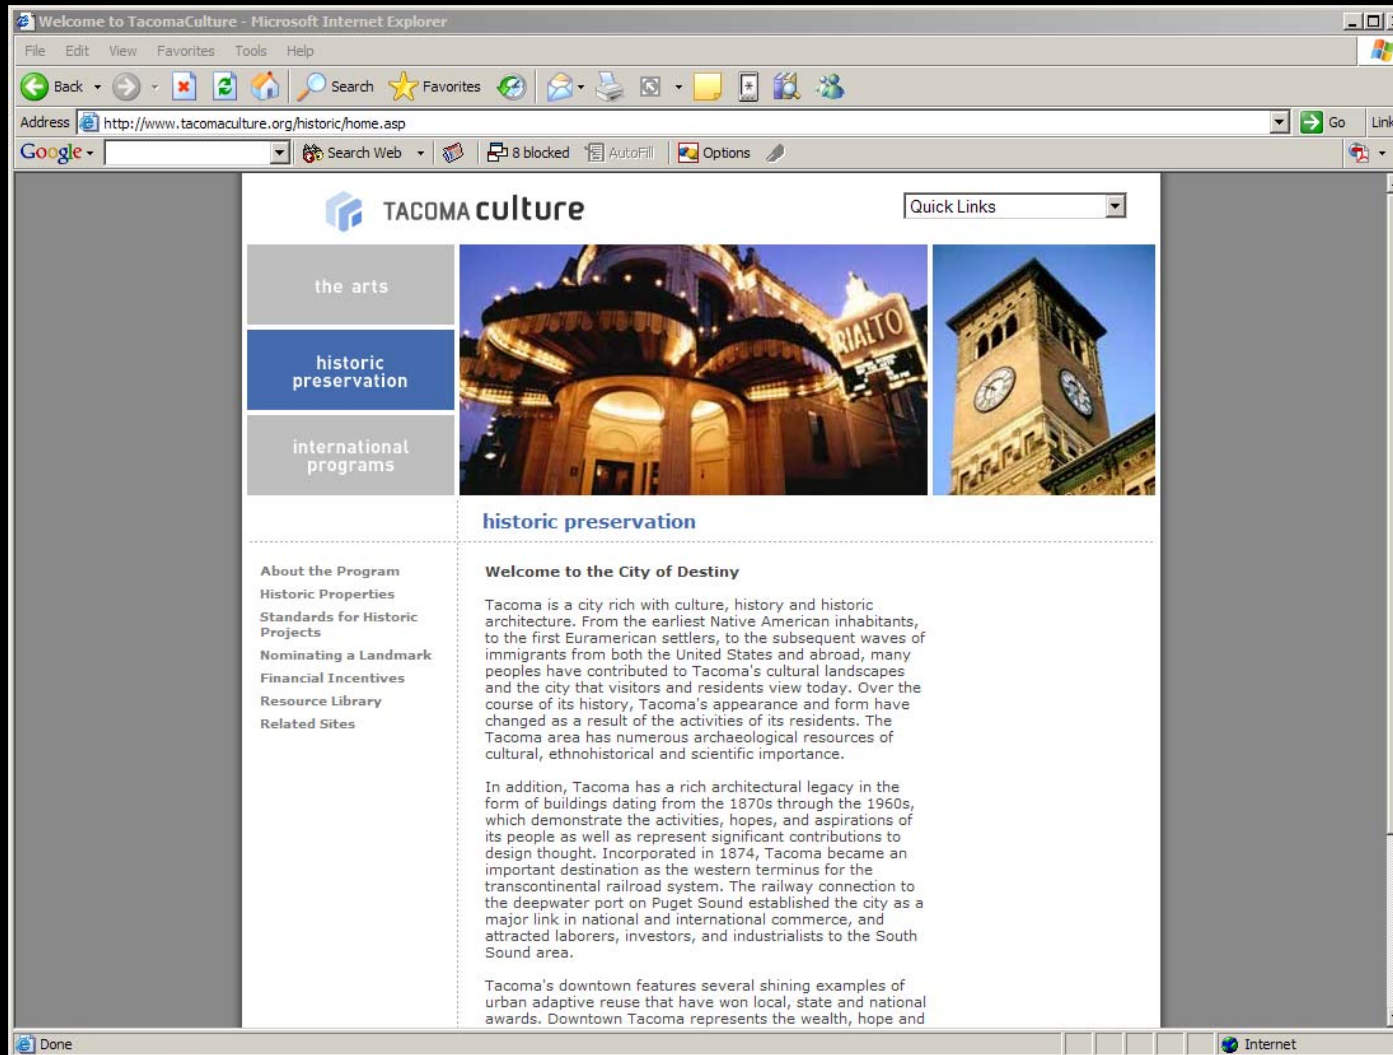 Welcome to TacomaCulture - Microsoft Internet Explorer
File Edit View Favorites Tools Help
Back Search Favorites
Address http://www.tacomaculture.org/historic/home.asp Go Link
Google Search Web 8 blocked AutoFill Options
TACOMA culture
Quick Links
the arts
historic
preservation
international
programs
RIALTO
historic preservation
About the Program
Historic Properties
Standards for Historic
Projects
Nominating a Landmark
Financial Incentives
Resource Library
Related Sites
Welcome to the City of Destiny
Tacoma is a city rich with culture, history and historic
architecture. From the earliest Native American inhabitants,
to the first Euramerican settlers, to the subsequent waves of
immigrants from both the United States and abroad, many
peoples have contributed to Tacoma's cultural landscapes
and the city that visitors and residents view today. Over the
course of its history, Tacoma's appearance and form have
changed as a result of the activities of its residents. The
Tacoma area has numerous archaeological resources of
cultural, ethnohistorical and scientific importance.
In addition, Tacoma has a rich architectural legacy in the
form of buildings dating from the 1870s through the 1960s,
which demonstrate the activities, hopes, and aspirations of
its people as well as represent significant contributions to
design thought. Incorporated in 1874, Tacoma became an
important destination as the western terminus for the
transcontinental railroad system. The railway connection to
the deepwater port on Puget Sound established the city as a
major link in national and international commerce, and
attracted laborers, investors, and industrialists to the South
Sound area.
Tacoma's downtown features several shining examples of
urban adaptive reuse that have won local, state and national
awards. Downtown Tacoma represents the wealth, hope and
Done Internet